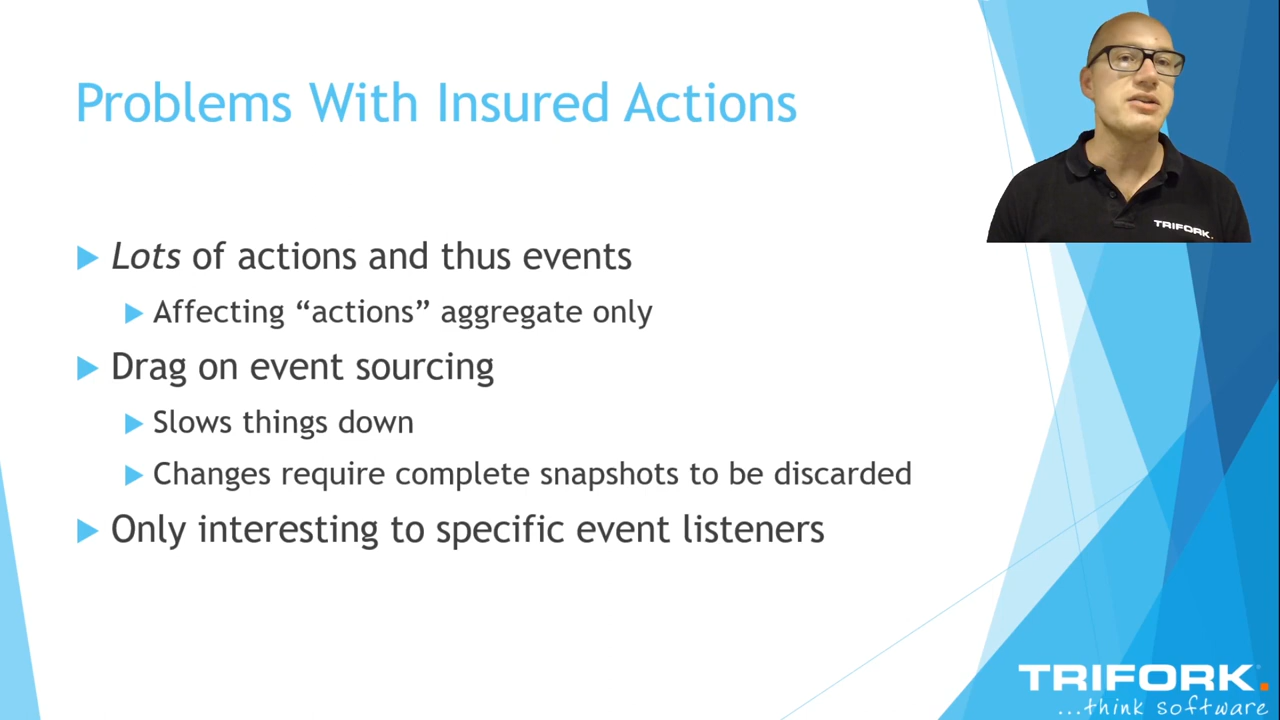 Problems With Insured Actions
Lots of actions and thus events
Affecting “actions” aggregate only
Drag on event sourcing
Slows things down
Changes require complete snapshots to be discarded
Only interesting to specific event listeners
TRIFORK.
TRIFORK.
...think software